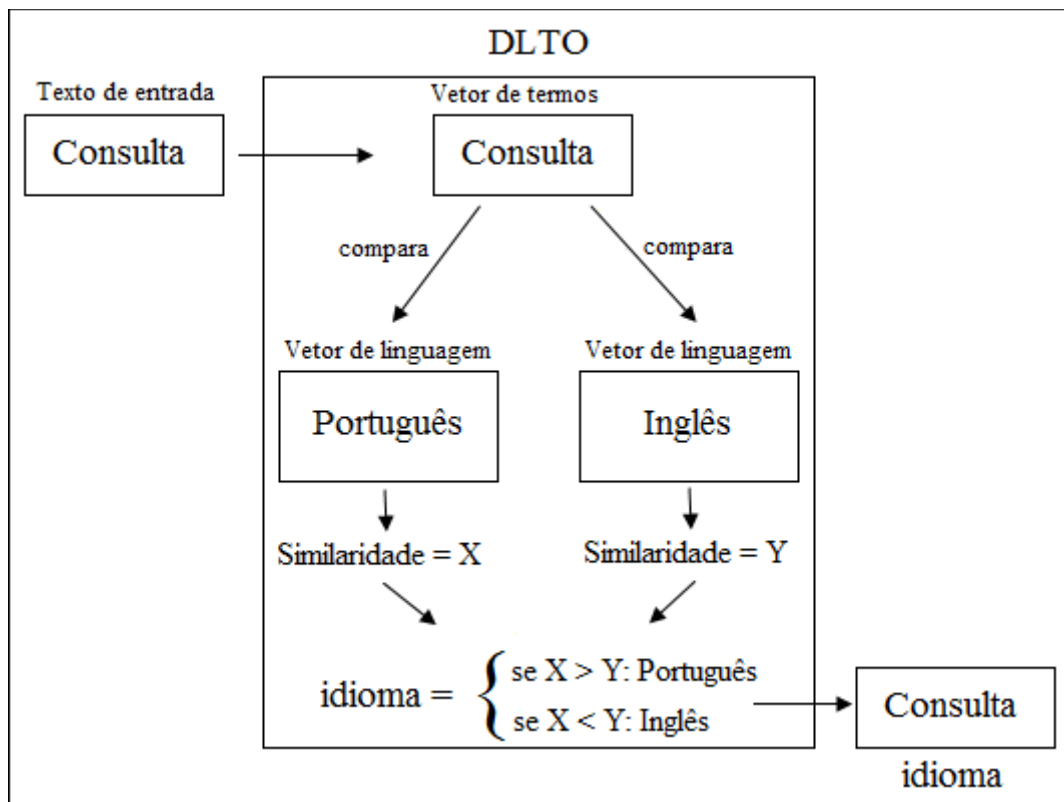 DLTO
Texto de entrada
Consulta
Vetor de termos
Consulta
compara
compara
Vetor de linguagem
Português
Vetor de linguagem
Inglês
Similaridade = X
Similaridade = Y
idioma = { se X > Y: Português
se X < Y: Inglês
Consulta
idioma